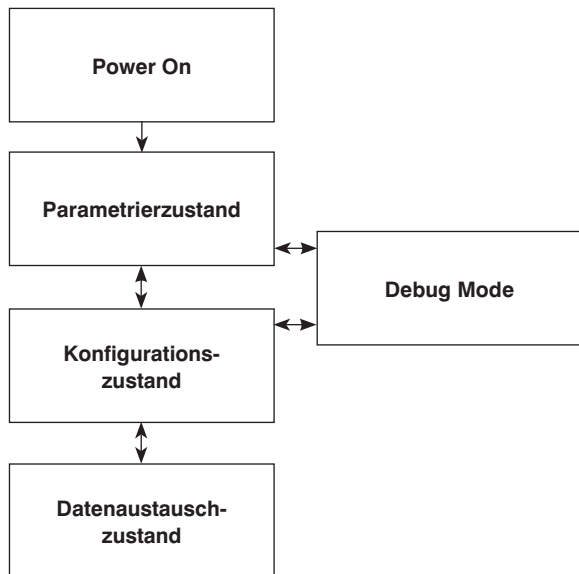 Power On
Parametrierzustand
Debug Mode
Konfigurations-
zustand
Datenaustausch-
zustand